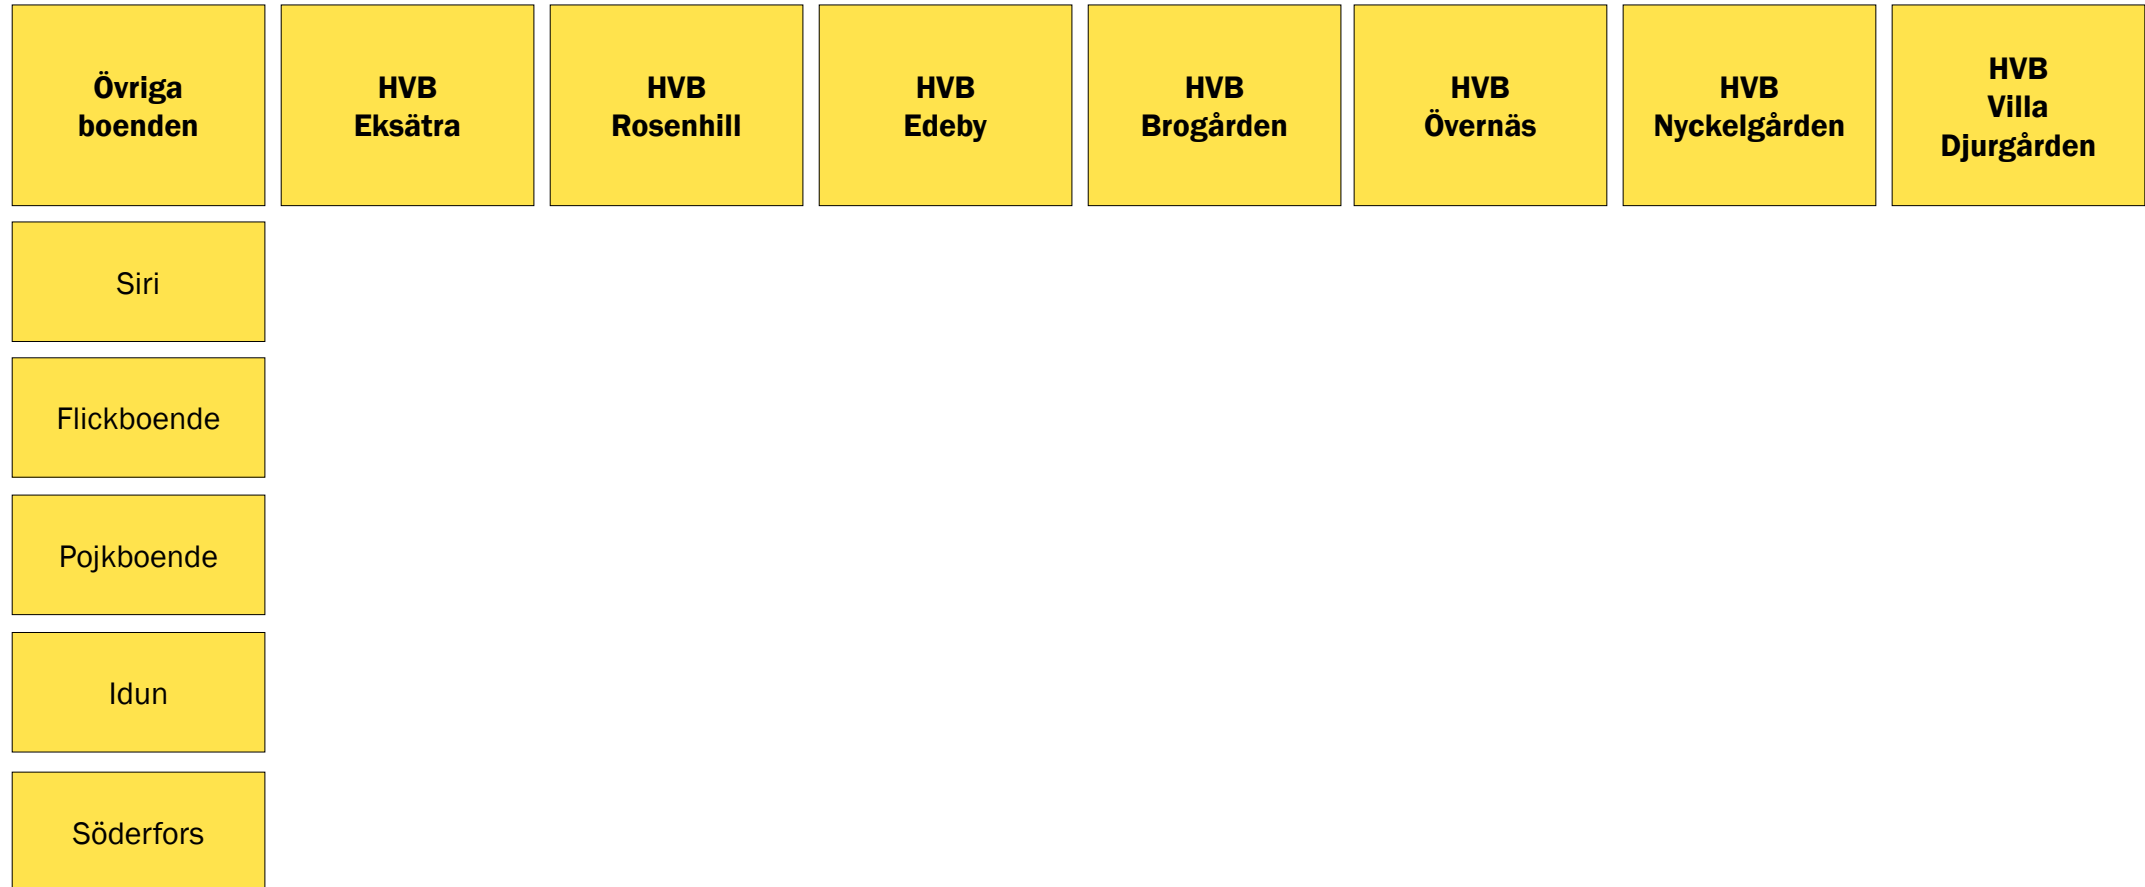 Övriga
boenden
HVB
Eksätra
HVB
Rosenhill
HVB
Edeby
HVB
Brogården
HVB
Övernäs
HVB
Nyckelgården
HVB
Villa
Djurgården
Siri
Flickboende
Pojkboende
Idun
Söderfors